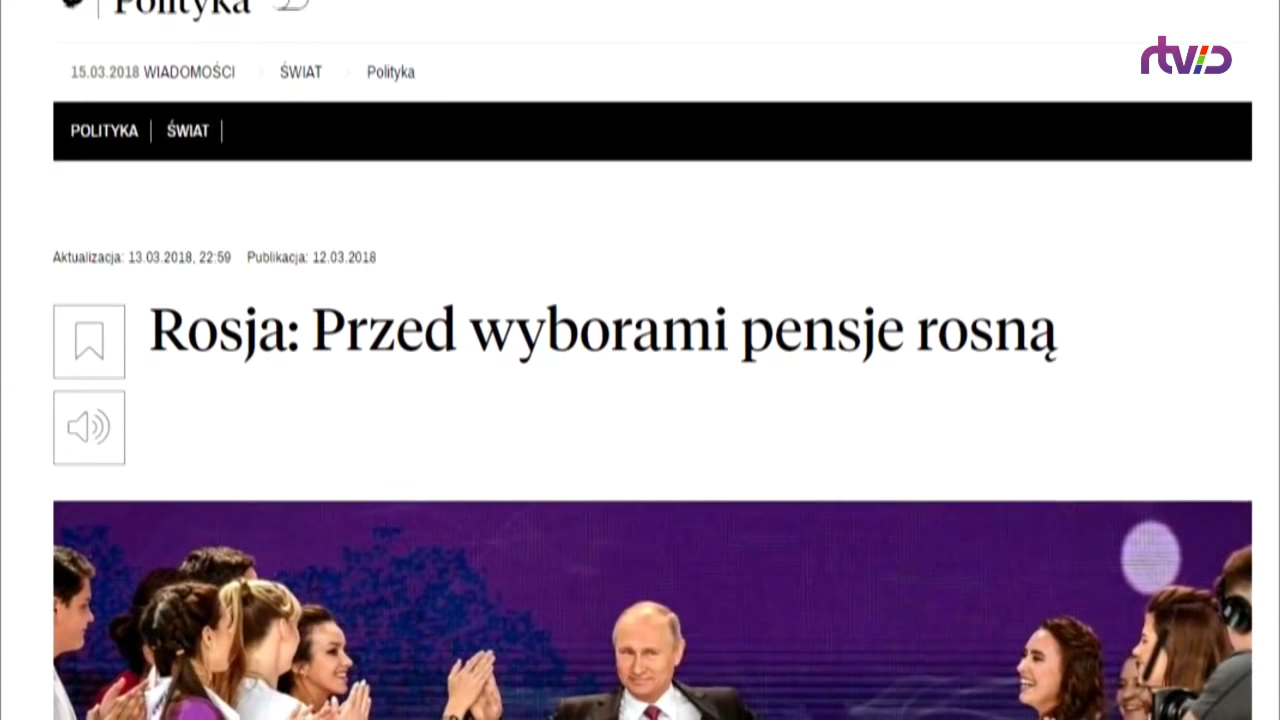 Polityka
rtvd
15.03.2018 WIADOMOŚCI ŚWIAT Polityka
POLITYKA ŚWIAT
Aktualizacja: 13.03.2018, 22:59 Publikacja: 12.03.2018
Rosja: Przed wyborami pensje rosną